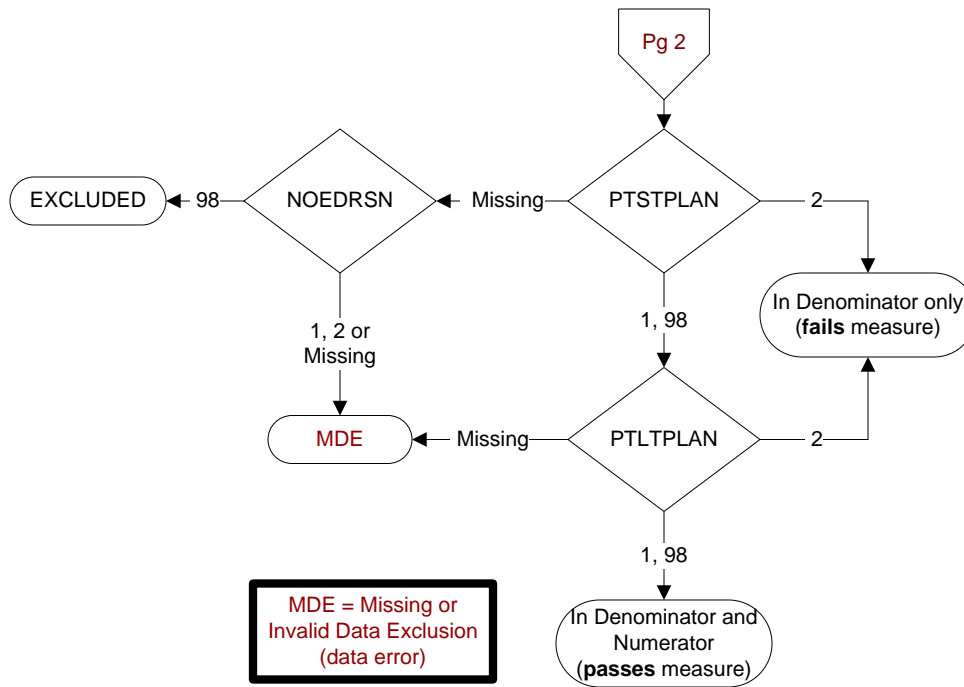 Pg 2
EXCLUDED
98
NOEDRSN
Missing
PTSTPLAN
2
In Denominator only
(fails measure)
1, 2 or
Missing
1, 98
MDE
Missing
PTLTPLAN
2
1, 98
MDE = Missing or
Invalid Data Exclusion
(data error)
In Denominator and
Numerator
(passes measure)